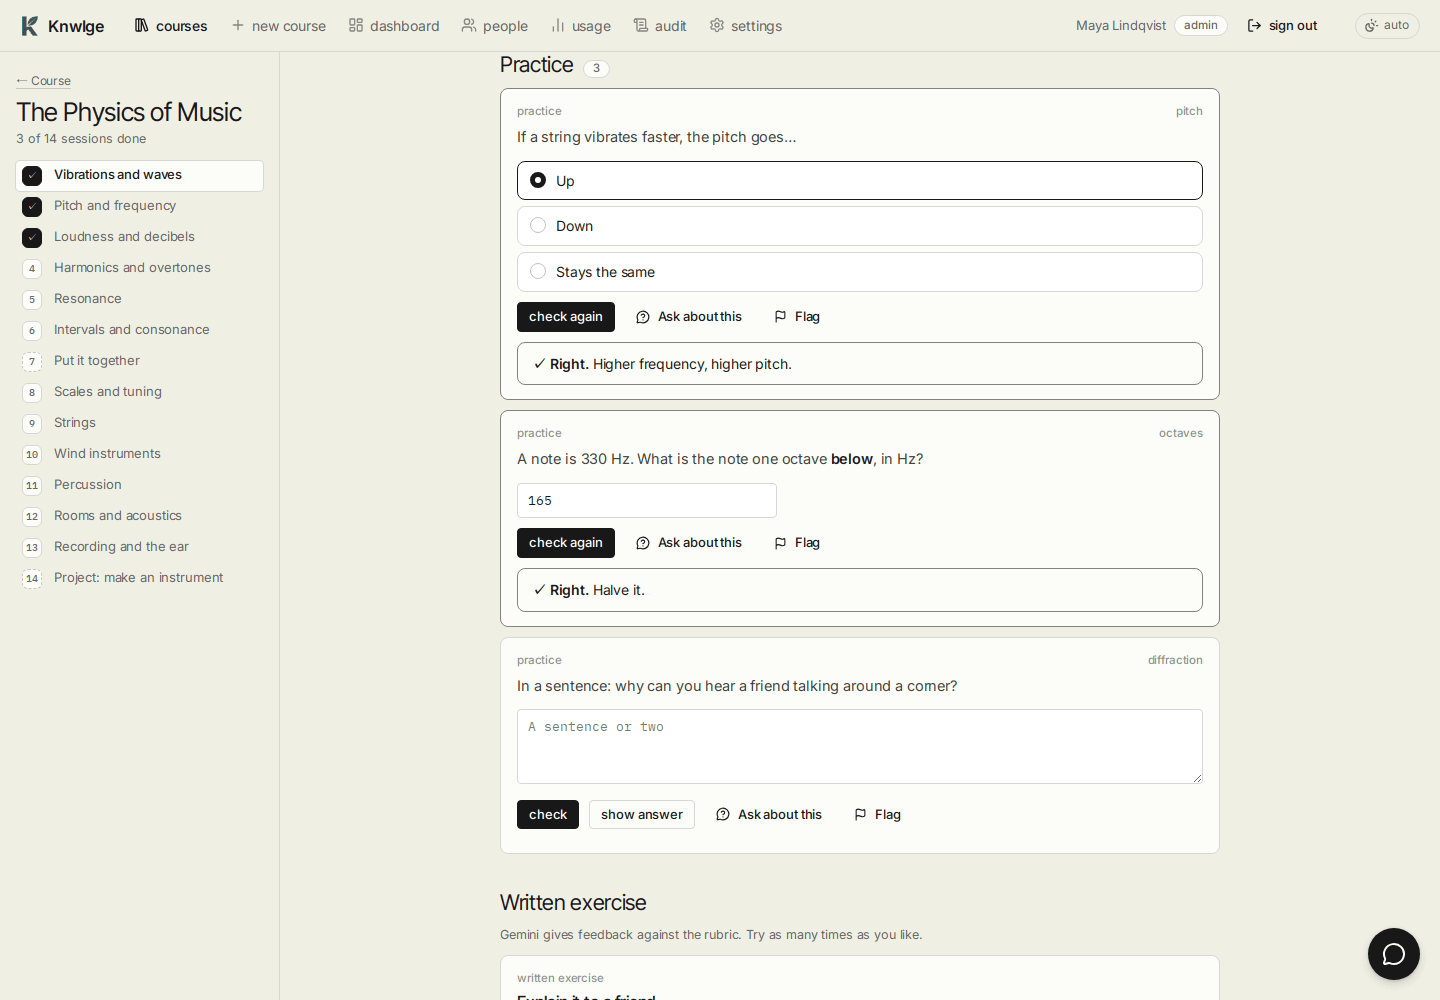 Knwlge
courses
new course
dashboard
people
usage
audit
settings
Maya Lindqvist
admin
sign out
auto
← Course
The Physics of Music
3 of 14 sessions done
✓ Vibrations and waves
✓ Pitch and frequency
✓ Loudness and decibels
4 Harmonics and overtones
5 Resonance
6 Intervals and consonance
7 Put it together
8 Scales and tuning
9 Strings
10 Wind instruments
11 Percussion
12 Rooms and acoustics
13 Recording and the ear
14 Project: make an instrument
Practice 3
practice pitch
If a string vibrates faster, the pitch goes…
Up
Down
Stays the same
check again Ask about this Flag
✓ Right. Higher frequency, higher pitch.
practice octaves
A note is 330 Hz. What is the note one octave below, in Hz?
165
check again Ask about this Flag
✓ Right. Halve it.
practice diffraction
In a sentence: why can you hear a friend talking around a corner?
A sentence or two
check show answer Ask about this Flag
Written exercise
Gemini gives feedback against the rubric. Try as many times as you like.
written exercise
Explain it to a friend